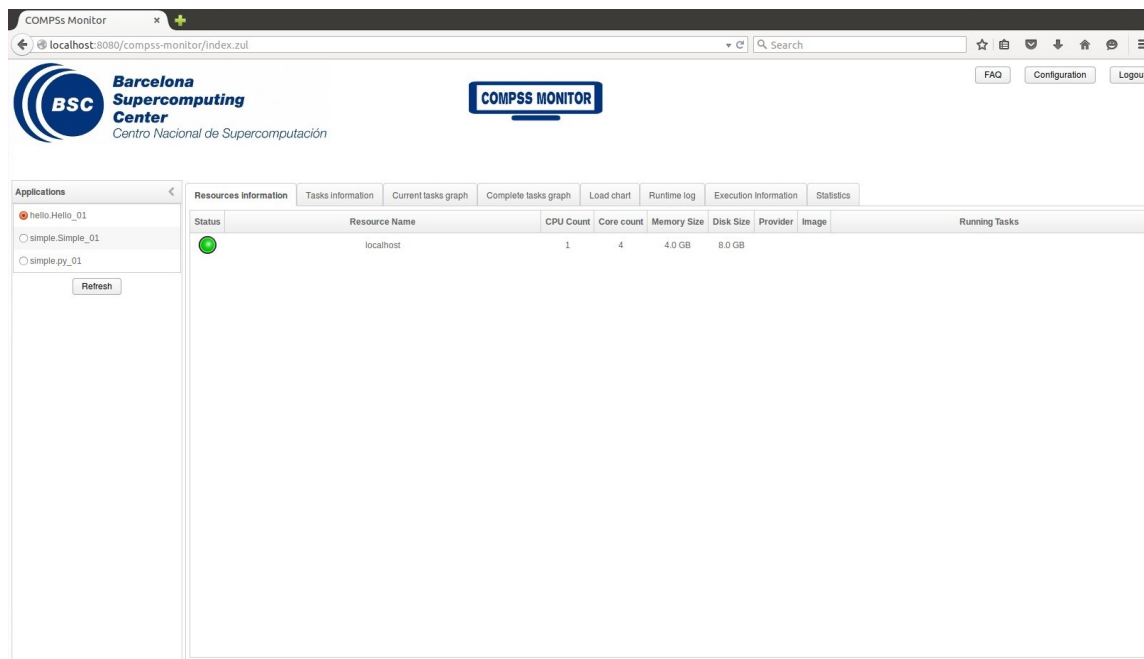 COMPSs Monitor
localhost:8080/compss-monitor/index.zul
Search
BSC
Barcelona
Supercomputing
Center
Centro Nacional de Supercomputación
COMPSS MONITOR
FAQ Configuration Logou
Applications
hello.Hello_01
simple.Simple_01
simple.py_01
Refresh
Resources information Tasks information Current tasks graph Complete tasks graph Load chart Runtime log Execution Information Statistics
Status Resource Name CPU Count Core count Memory Size Disk Size Provider Image Running Tasks
localhost 1 4 4.0 GB 8.0 GB